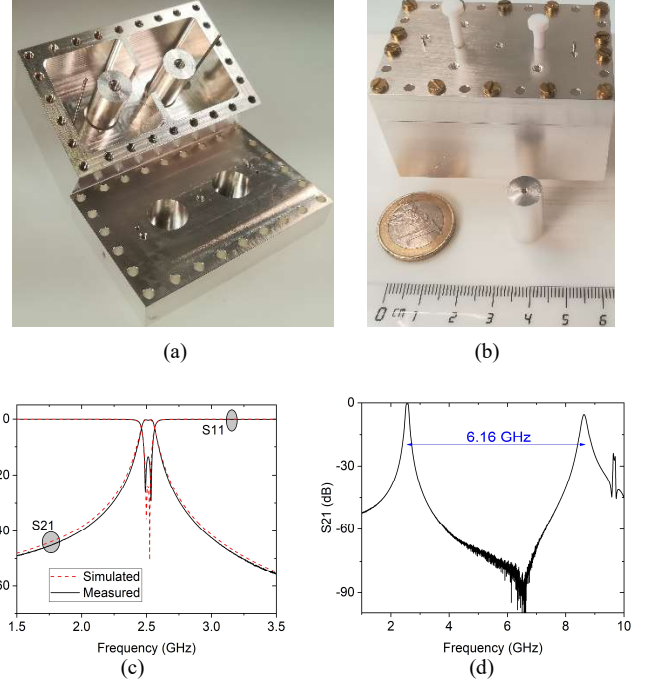 0 cm 1 2 3 4 5 6
(a)
(b)
0
20
40
60
S11
S21
Simulated
Measured
1.5 2.0 2.5 3.0 3.5
Frequency (GHz)
(c)
0
-30
-60
-90
S21 (dB)
6.16 GHz
2 4 6 8 10
Frequency (GHz)
(d)